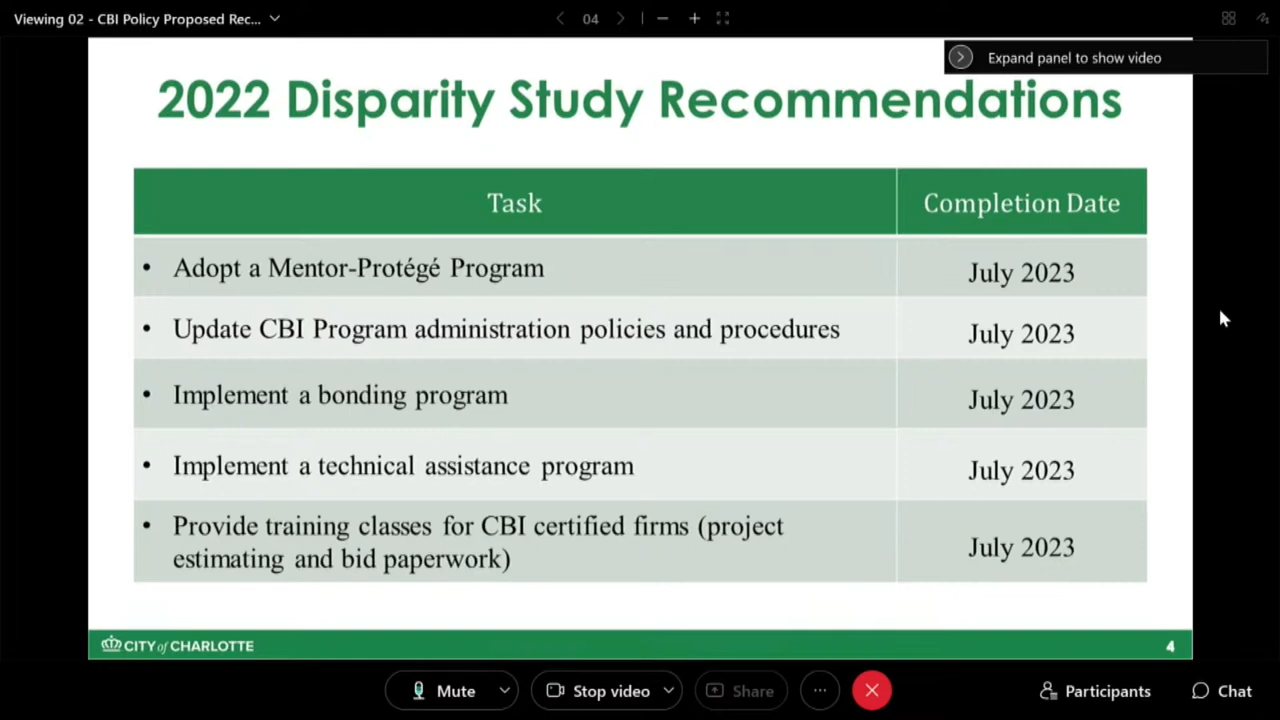 Viewing 02 - CBI Policy Proposed Rec...
04
Expand panel to show video
2022 Disparity Study Recommendations
Task
Completion Date
• Adopt a Mentor-Protégé Program
July 2023
• Update CBI Program administration policies and procedures
July 2023
• Implement a bonding program
July 2023
• Implement a technical assistance program
July 2023
• Provide training classes for CBI certified firms (project
estimating and bid paperwork)
July 2023
CITY of CHARLOTTE
4
Mute
Stop video
Share
Participants
Chat